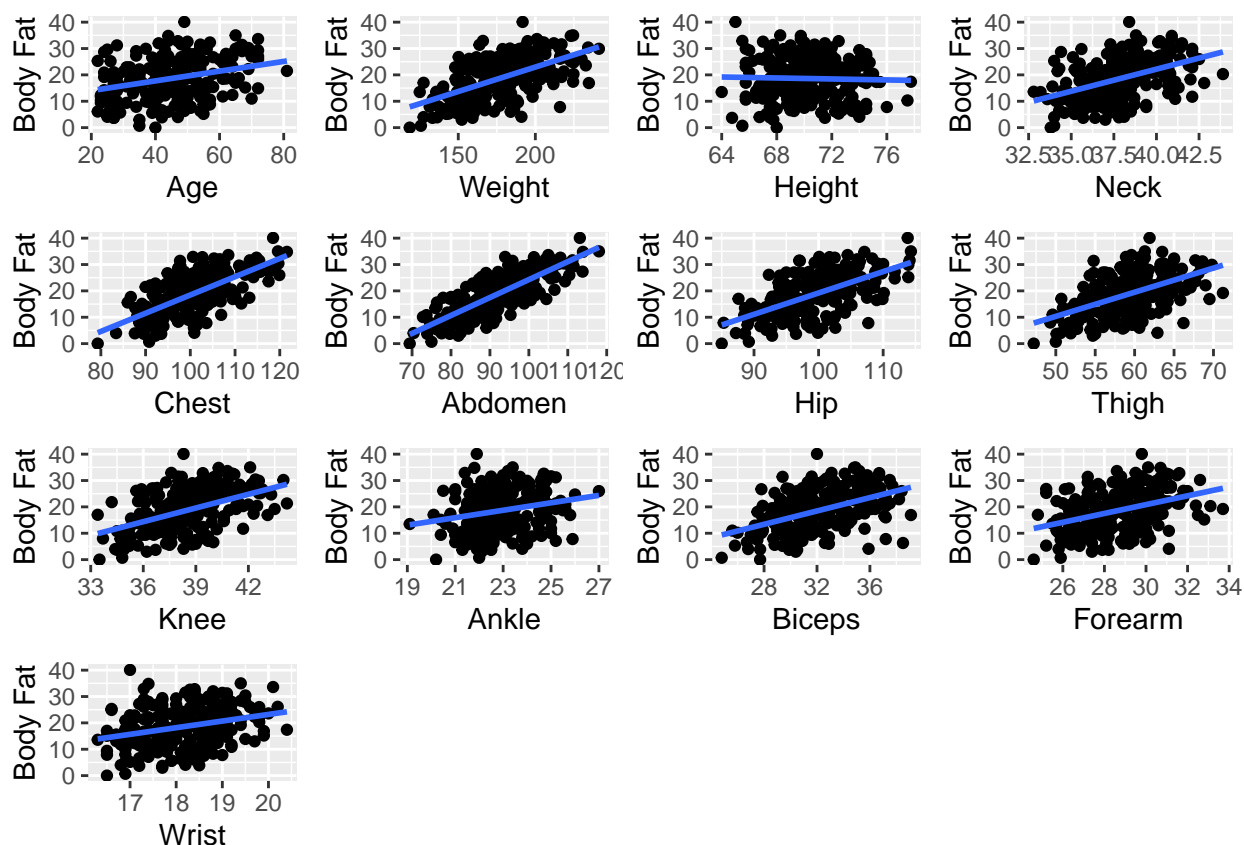 Body Fat
40
30
20
10
0
20 40 60 80
Age
Body Fat
40
30
20
10
0
150 200
Weight
Body Fat
40
30
20
10
0
64 68 72 76
Height
Body Fat
40
30
20
10
0
32.5 35.0 37.5 40.0 42.5
Neck
Body Fat
40
30
20
10
0
80 90 100 110 120
Chest
Body Fat
40
30
20
10
0
70 80 90 100 110 120
Abdomen
Body Fat
40
30
20
10
0
90 100 110
Hip
Body Fat
40
30
20
10
0
50 55 60 65 70
Thigh
Body Fat
40
30
20
10
0
33 36 39 42
Knee
Body Fat
40
30
20
10
0
19 21 23 25 27
Ankle
Body Fat
40
30
20
10
0
28 32 36
Biceps
Body Fat
40
30
20
10
0
26 28 30 32 34
Forearm
Body Fat
40
30
20
10
0
17 18 19 20
Wrist